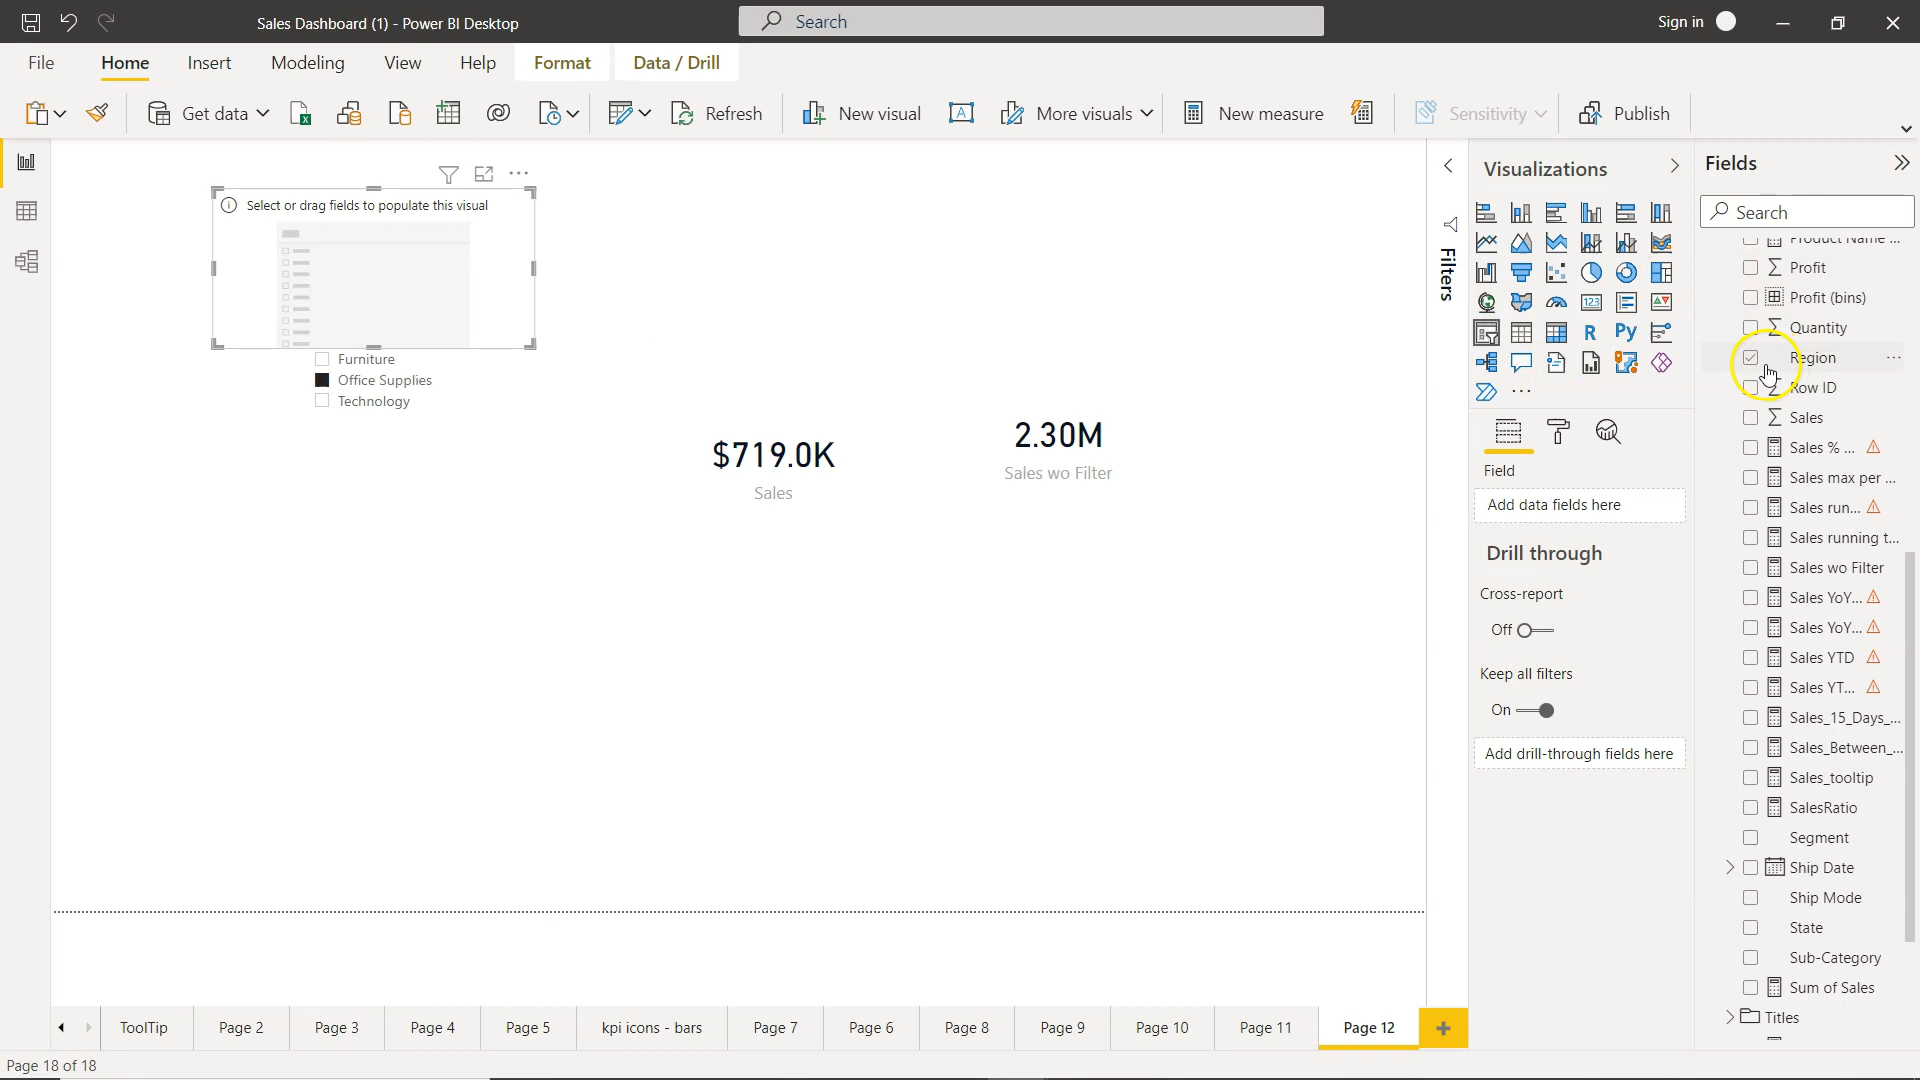 Sales Dashboard (1) - Power BI Desktop
Search
Sign in
File
Home
Insert
Modeling
View
Help
Format
Data / Drill
Get data
Refresh
New visual
More visuals
New measure
Sensitivity
Publish
Select or drag fields to populate this visual
Furniture
Office Supplies
Technology
$719.0K
Sales
2.30M
Sales wo Filter
Filters
Visualizations
123
R
Py
Field
Add data fields here
Drill through
Cross-report
Off
Keep all filters
On
Add drill-through fields here
Fields
Search
Product Name ...
Profit
Profit (bins)
Quantity
Region
Row ID
Sales
Sales % ...
Sales max per ...
Sales run...
Sales running t...
Sales wo Filter
Sales YoY...
Sales YoY...
Sales YTD
Sales YT...
Sales_15_Days_...
Sales_Between_...
Sales_tooltip
SalesRatio
Segment
Ship Date
Ship Mode
State
Sub-Category
Sum of Sales
Titles
ToolTip
Page 2
Page 3
Page 4
Page 5
kpi icons - bars
Page 7
Page 6
Page 8
Page 9
Page 10
Page 11
Page 12
Page 18 of 18